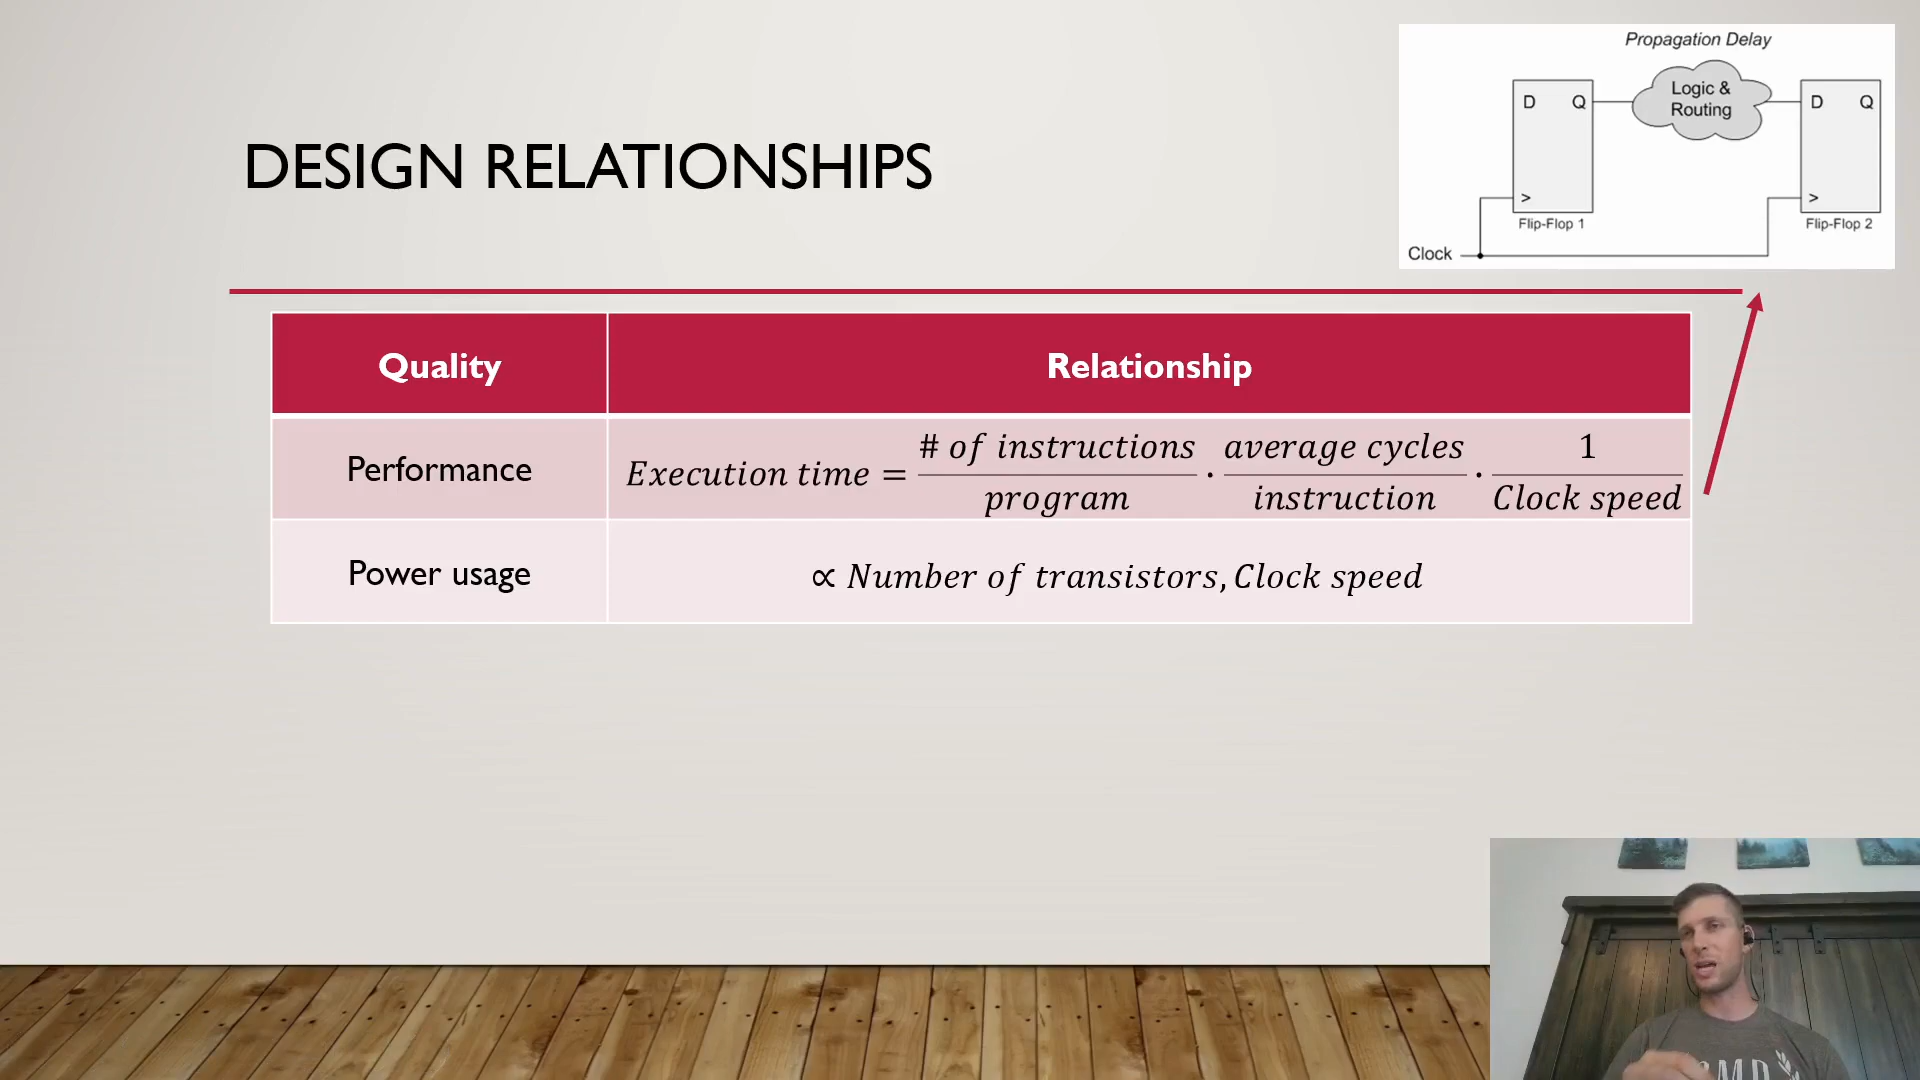 Propagation Delay
D Q
Logic &
Routing
D Q
>
>
Flip-Flop 1
Flip-Flop 2
Clock
DESIGN RELATIONSHIPS
Quality
Relationship
Performance
Execution time = # of instructions / program · average cycles / instruction · 1 / Clock speed
Power usage
∝ Number of transistors, Clock speed